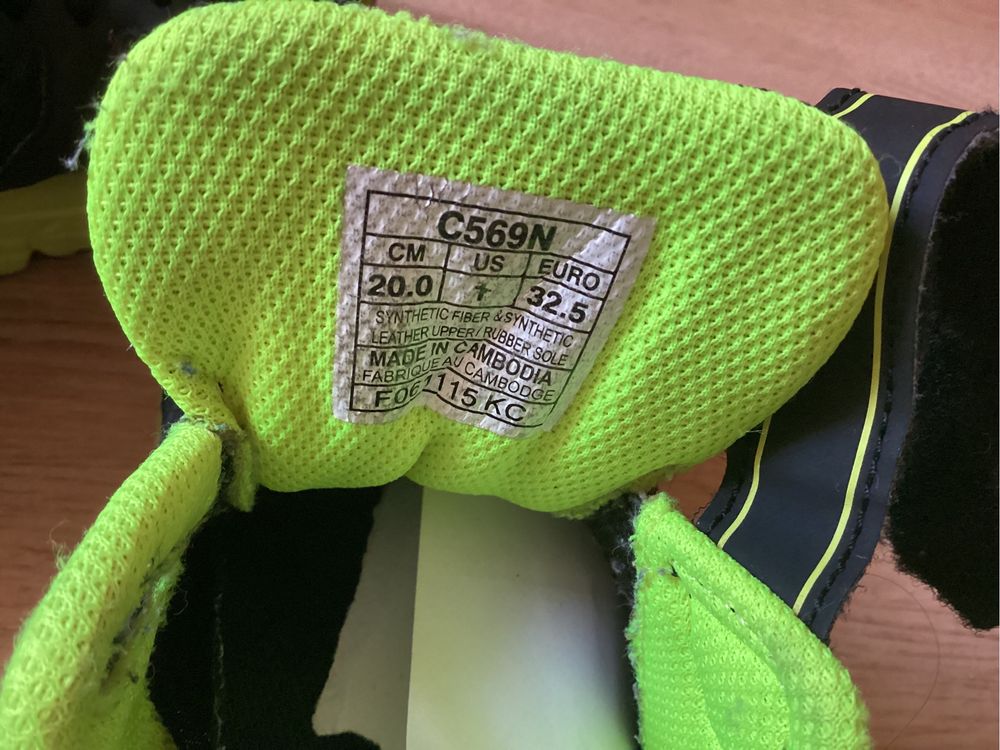 C569N
CM US EURO
20.0 † 32.5
SYNTHETIC FIBER & SYNTHETIC
LEATHER UPPER/ RUBBER SOLE
MADE IN CAMBODIA
FABRIQUE AU CAMBODGE
F061115 KC